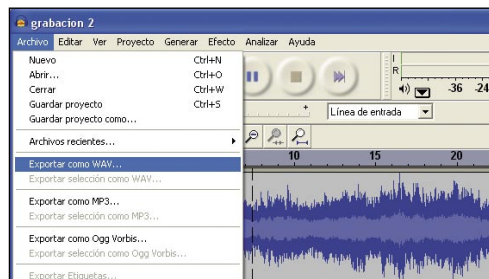 grabacion 2
Archivo Editar Ver Proyecto Generar Efecto Analizar Ayuda
Nuevo Ctrl+N
Abrir... Ctrl+O
Cerrar Ctrl+W
Guardar proyecto Ctrl+S
Guardar proyecto como...
Archivos recientes...
Exportar como WAV...
Exportar selección como WAV...
Exportar como MP3...
Exportar selección como MP3...
Exportar como Ogg Vorbis...
Exportar selección como Ogg Vorbis...
Exportar Etiquetas...
L
R
-36 -24
Línea de entrada
10 15 20